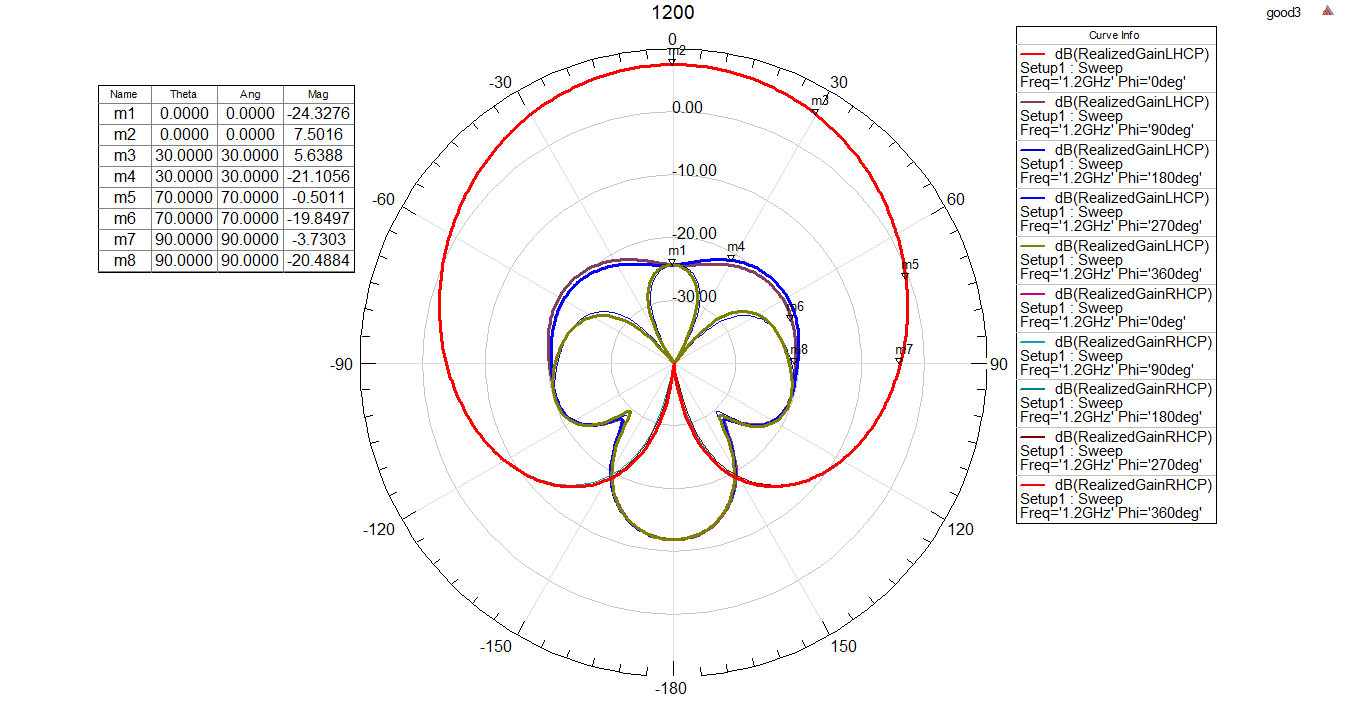 1200
good3
Name Theta Ang Mag
m1 0.0000 0.0000 -24.3276
m2 0.0000 0.0000 7.5016
m3 30.0000 30.0000 5.6388
m4 30.0000 30.0000 -21.1056
m5 70.0000 70.0000 -0.5011
m6 70.0000 70.0000 -19.8497
m7 90.0000 90.0000 -3.7303
m8 90.0000 90.0000 -20.4884
0
m2
-30
30
m3
0.00
-10.00
-60
60
-20.00
m1
m4
m5
-30.00
m6
m8
m7
-90
90
-120
120
-150
150
-180
Curve Info
dB(RealizedGainLHCP)
Setup1 : Sweep
Freq='1.2GHz' Phi='0deg'
dB(RealizedGainLHCP)
Setup1 : Sweep
Freq='1.2GHz' Phi='90deg'
dB(RealizedGainLHCP)
Setup1 : Sweep
Freq='1.2GHz' Phi='180deg'
dB(RealizedGainLHCP)
Setup1 : Sweep
Freq='1.2GHz' Phi='270deg'
dB(RealizedGainLHCP)
Setup1 : Sweep
Freq='1.2GHz' Phi='360deg'
dB(RealizedGainRHCP)
Setup1 : Sweep
Freq='1.2GHz' Phi='0deg'
dB(RealizedGainRHCP)
Setup1 : Sweep
Freq='1.2GHz' Phi='90deg'
dB(RealizedGainRHCP)
Setup1 : Sweep
Freq='1.2GHz' Phi='180deg'
dB(RealizedGainRHCP)
Setup1 : Sweep
Freq='1.2GHz' Phi='270deg'
dB(RealizedGainRHCP)
Setup1 : Sweep
Freq='1.2GHz' Phi='360deg'